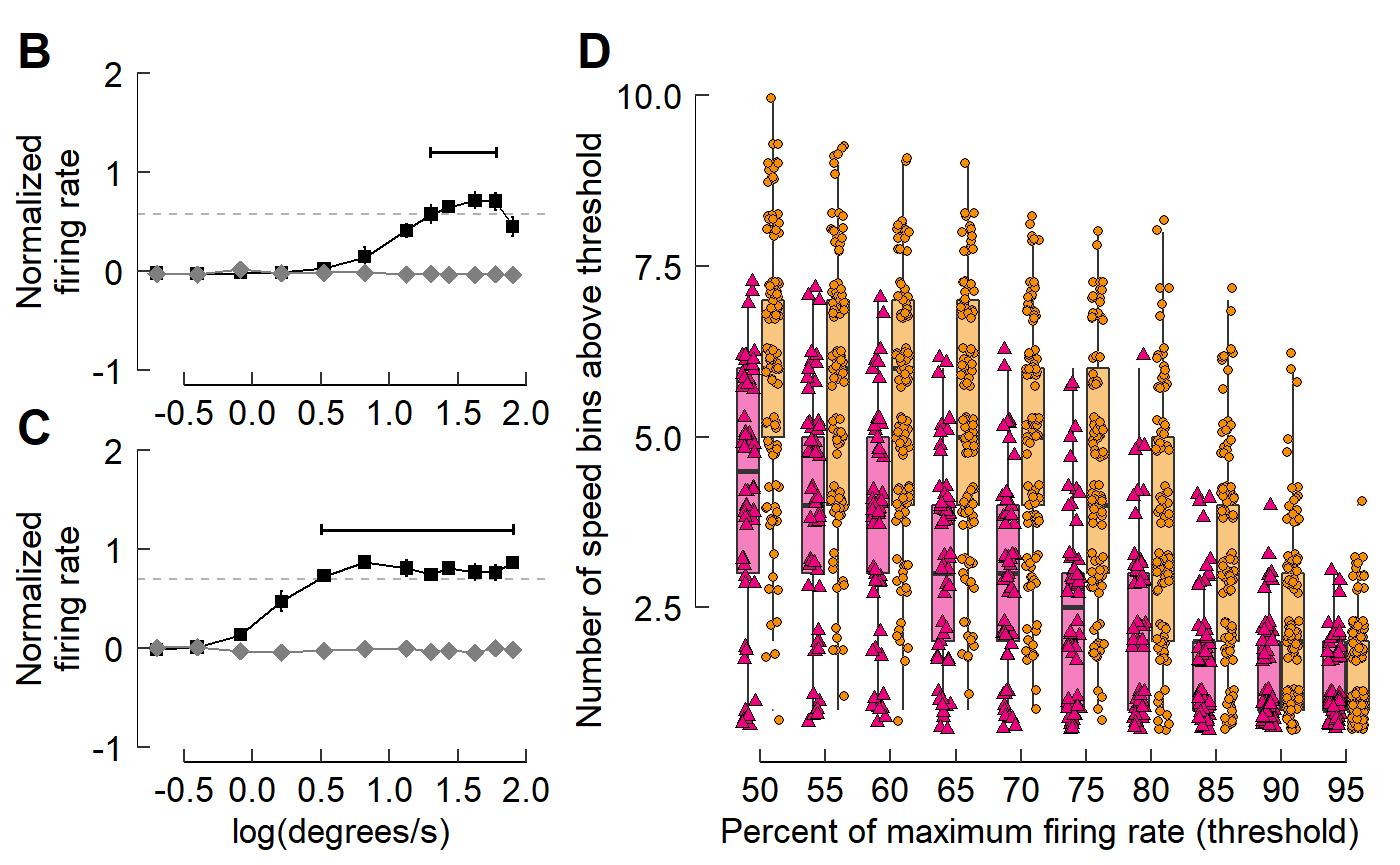 B
2
1
0
-1
Normalized
firing rate
-0.5 0.0 0.5 1.0 1.5 2.0
C
2
1
0
-1
Normalized
firing rate
-0.5 0.0 0.5 1.0 1.5 2.0
log(degrees/s)
D
10.0
7.5
5.0
2.5
Number of speed bins above threshold
50 55 60 65 70 75 80 85 90 95
Percent of maximum firing rate (threshold)